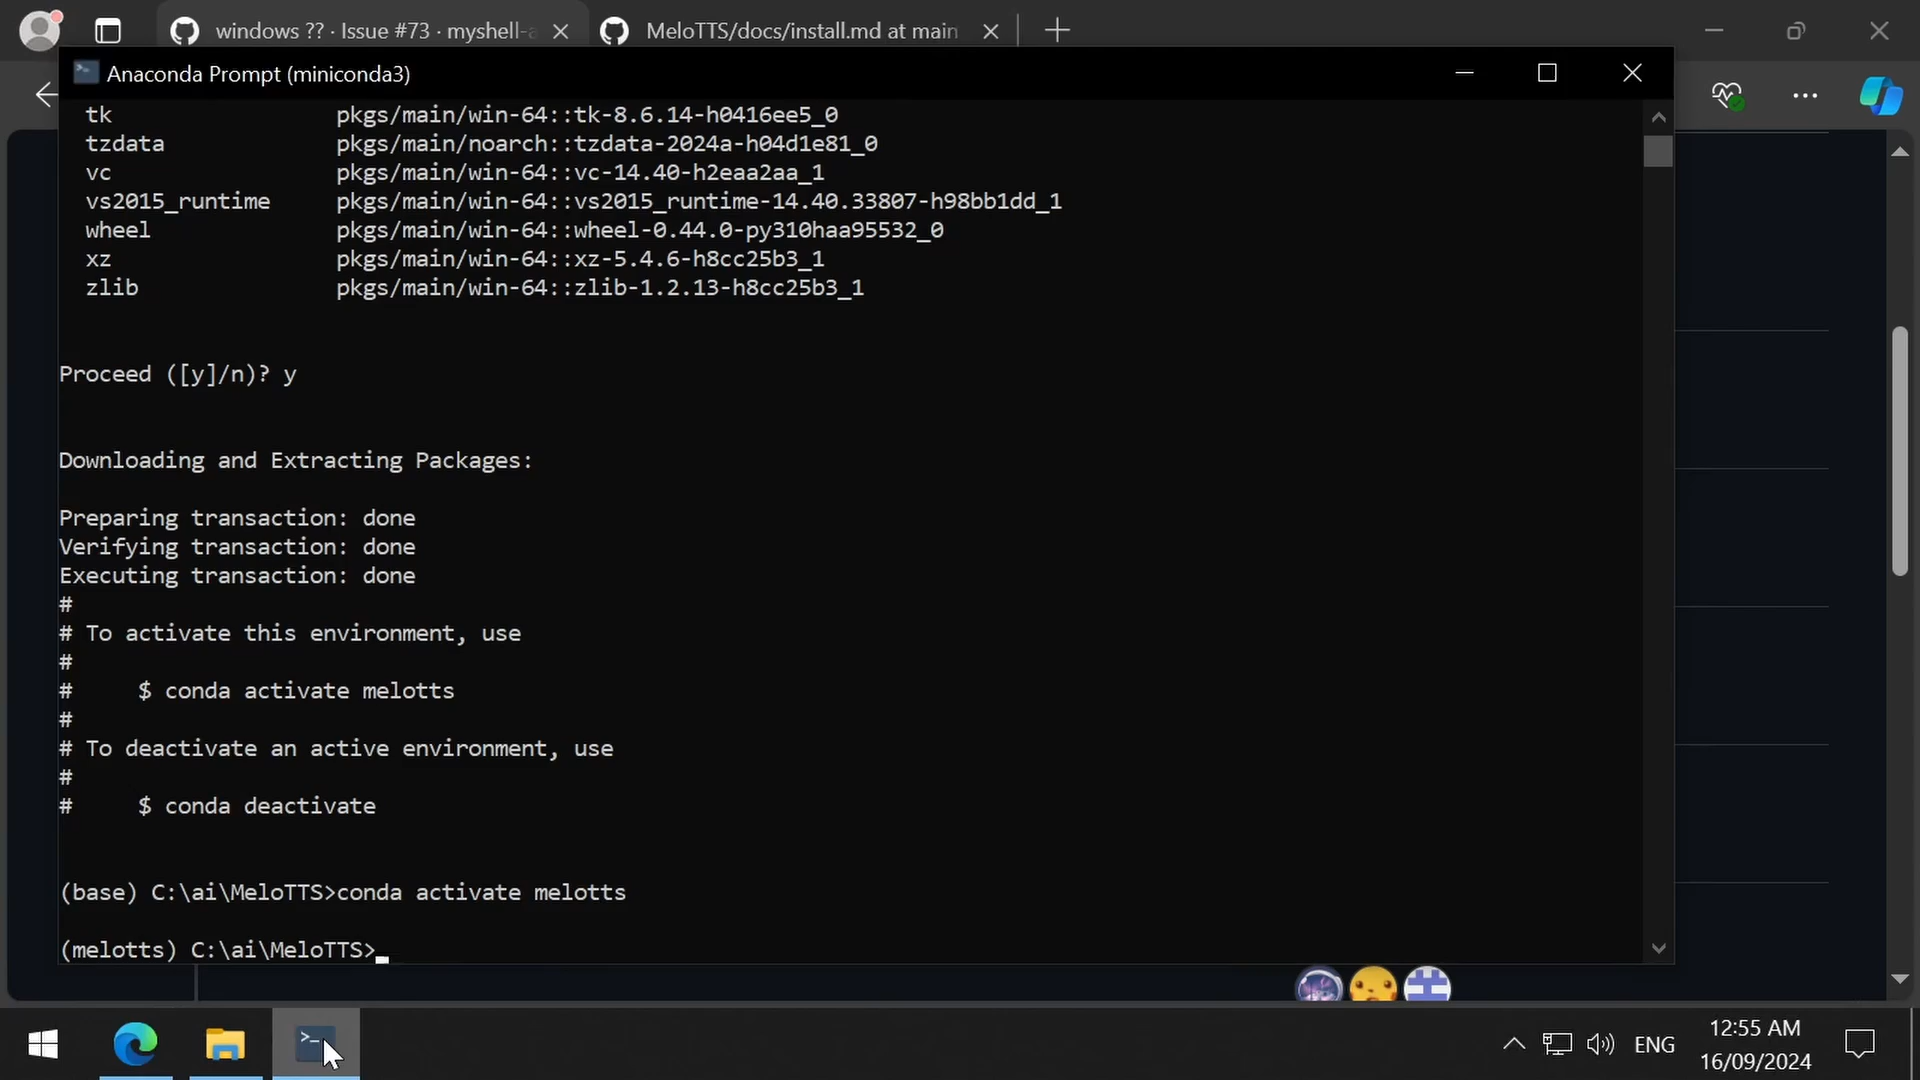 windows ?? · Issue #73 · myshell-a
MeloTTS/docs/install.md at main
Anaconda Prompt (miniconda3)
tk pkgs/main/win-64::tk-8.6.14-h0416ee5_0
tzdata pkgs/main/noarch::tzdata-2024a-h04d1e81_0
vc pkgs/main/win-64::vc-14.40-h2eaa2aa_1
vs2015_runtime pkgs/main/win-64::vs2015_runtime-14.40.33807-h98bb1dd_1
wheel pkgs/main/win-64::wheel-0.44.0-py310haa95532_0
xz pkgs/main/win-64::xz-5.4.6-h8cc25b3_1
zlib pkgs/main/win-64::zlib-1.2.13-h8cc25b3_1
Proceed ([y]/n)? y
Downloading and Extracting Packages:
Preparing transaction: done
Verifying transaction: done
Executing transaction: done
#
# To activate this environment, use
#
# $ conda activate melotts
#
# To deactivate an active environment, use
#
# $ conda deactivate
(base) C:\ai\MeloTTS>conda activate melotts
(melotts) C:\ai\MeloTTS>
ENG
12:55 AM
16/09/2024